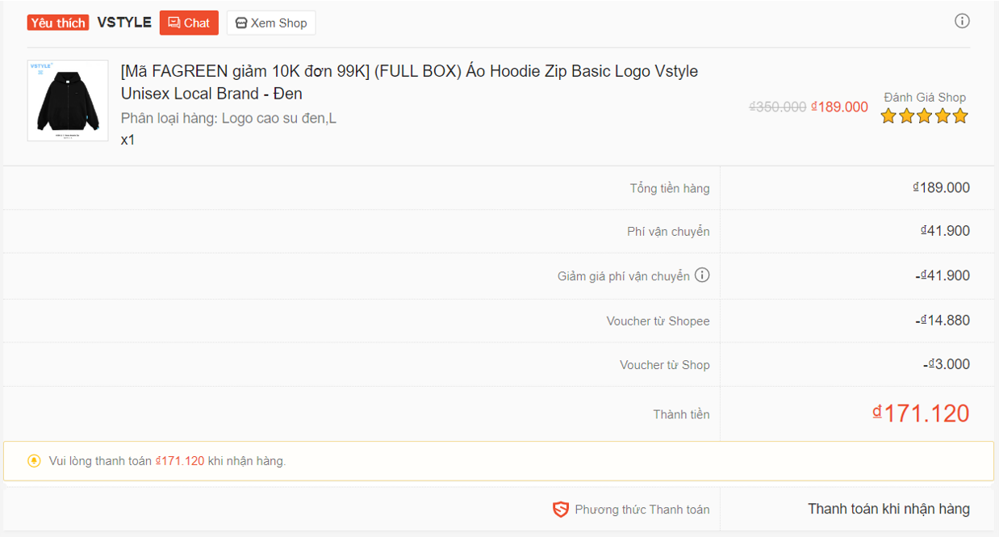 Yêu thích VSTYLE Chat Xem Shop
VSTYLE
[Mã FAGREEN giảm 10K đơn 99K] (FULL BOX) Áo Hoodie Zip Basic Logo Vstyle
Unisex Local Brand - Đen
Phân loại hàng: Logo cao su đen,L
x1
₫350.000 ₫189.000
Đánh Giá Shop
Tổng tiền hàng ₫189.000
Phí vận chuyển ₫41.900
Giảm giá phí vận chuyển -₫41.900
Voucher từ Shopee -₫14.880
Voucher từ Shop -₫3.000
Thành tiền ₫171.120
Vui lòng thanh toán ₫171.120 khi nhận hàng.
Phương thức Thanh toán Thanh toán khi nhận hàng